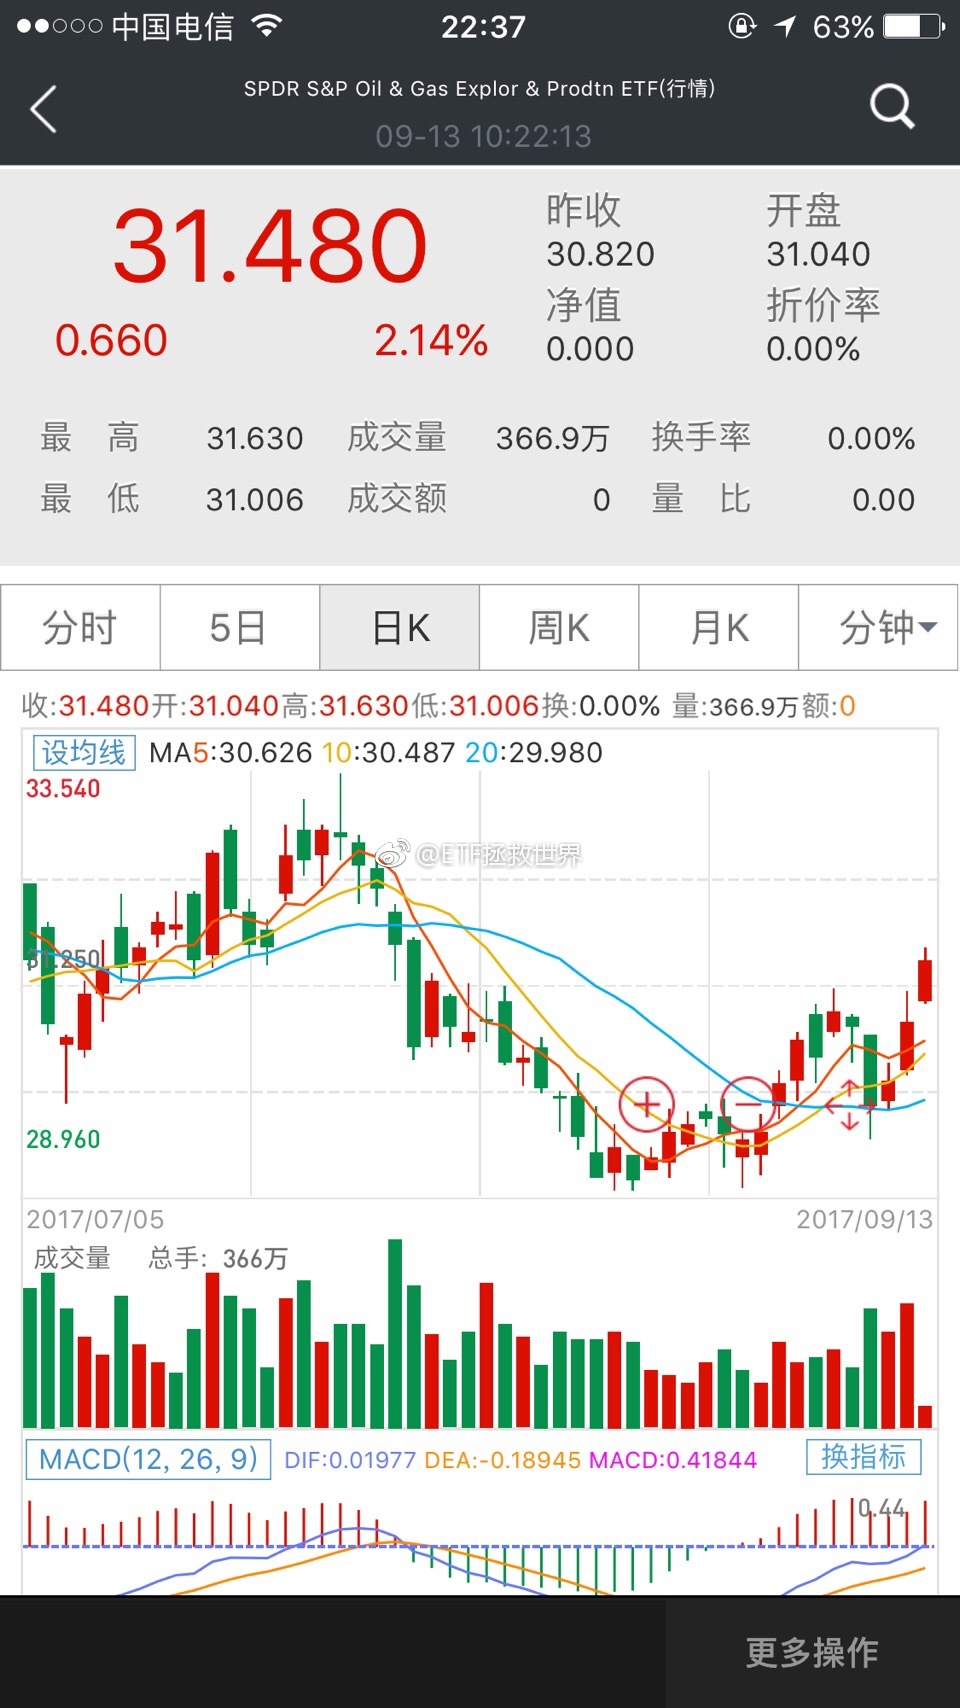 中国电信 22:37 63%
SPDR S&P Oil & Gas Explor & Prodtn ETF(行情)
09-13 10:22:13
31.480
0.660 2.14%
昨收 开盘
30.820 31.040
净值 折价率
0.000 0.00%
最高 31.630 成交量 366.9万 换手率 0.00%
最低 31.006 成交额 0 量比 0.00
分时 5日 日K 周K 月K 分钟
收:31.480开:31.040高:31.630低:31.006换:0.00% 量:366.9万额:0
设均线 MA5:30.626 10:30.487 20:29.980
33.540
@ETF拯救世界
31.250
28.960
2017/07/05 2017/09/13
成交量 总手: 366万
MACD(12, 26, 9) DIF:0.01977 DEA:-0.18945 MACD:0.41844 换指标
0.44
更多操作